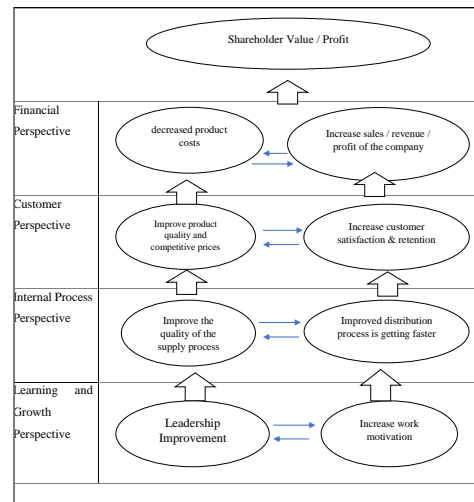 Shareholder Value / Profit
Financial
Perspective
decreased product
costs
Increase sales / revenue /
profit of the company
Customer
Perspective
Improve product
quality and
competitive prices
Increase customer
satisfaction & retention
Internal Process
Perspective
Improve the
quality of the
supply process
Improved distribution
process is getting faster
Learning and
Growth
Perspective
Leadership
Improvement
Increase work
motivation